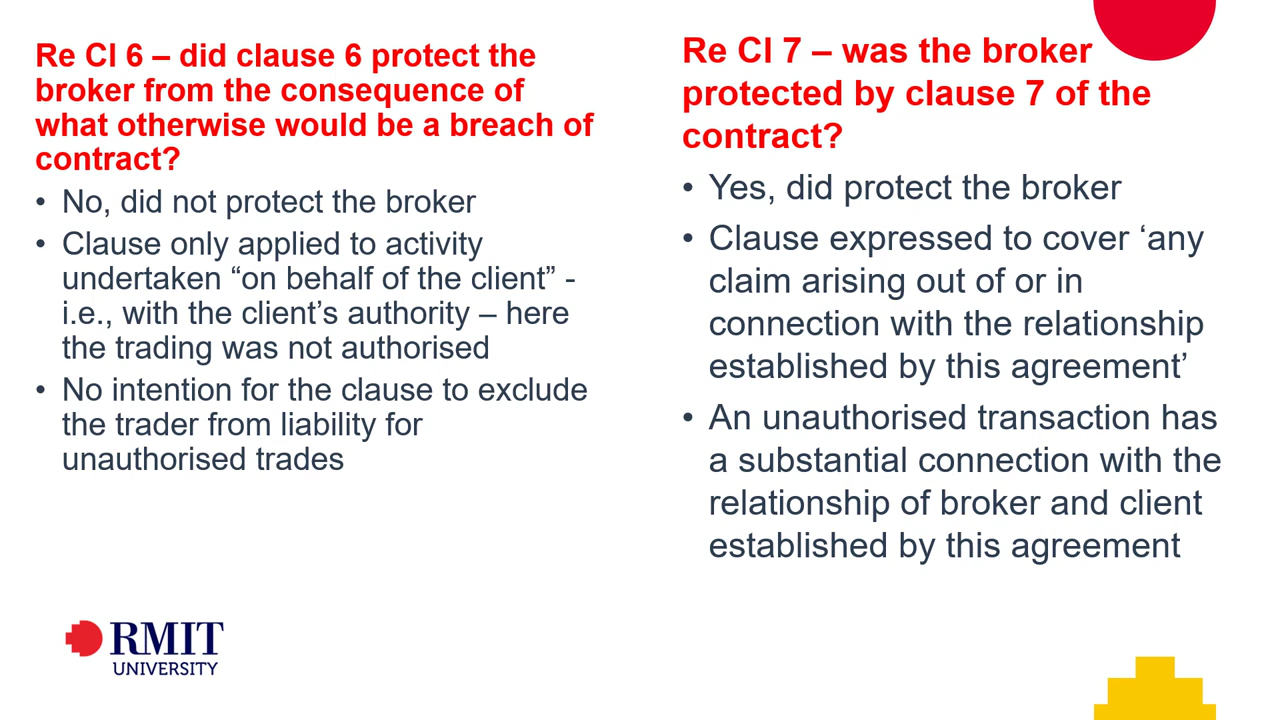 Re Cl 6 – did clause 6 protect the
broker from the consequence of
what otherwise would be a breach of
contract?
• No, did not protect the broker
• Clause only applied to activity
undertaken “on behalf of the client” -
i.e., with the client’s authority – here
the trading was not authorised
• No intention for the clause to exclude
the trader from liability for
unauthorised trades
Re Cl 7 – was the broker
protected by clause 7 of the
contract?
• Yes, did protect the broker
• Clause expressed to cover ‘any
claim arising out of or in
connection with the relationship
established by this agreement’
• An unauthorised transaction has
a substantial connection with the
relationship of broker and client
established by this agreement
RMIT
UNIVERSITY